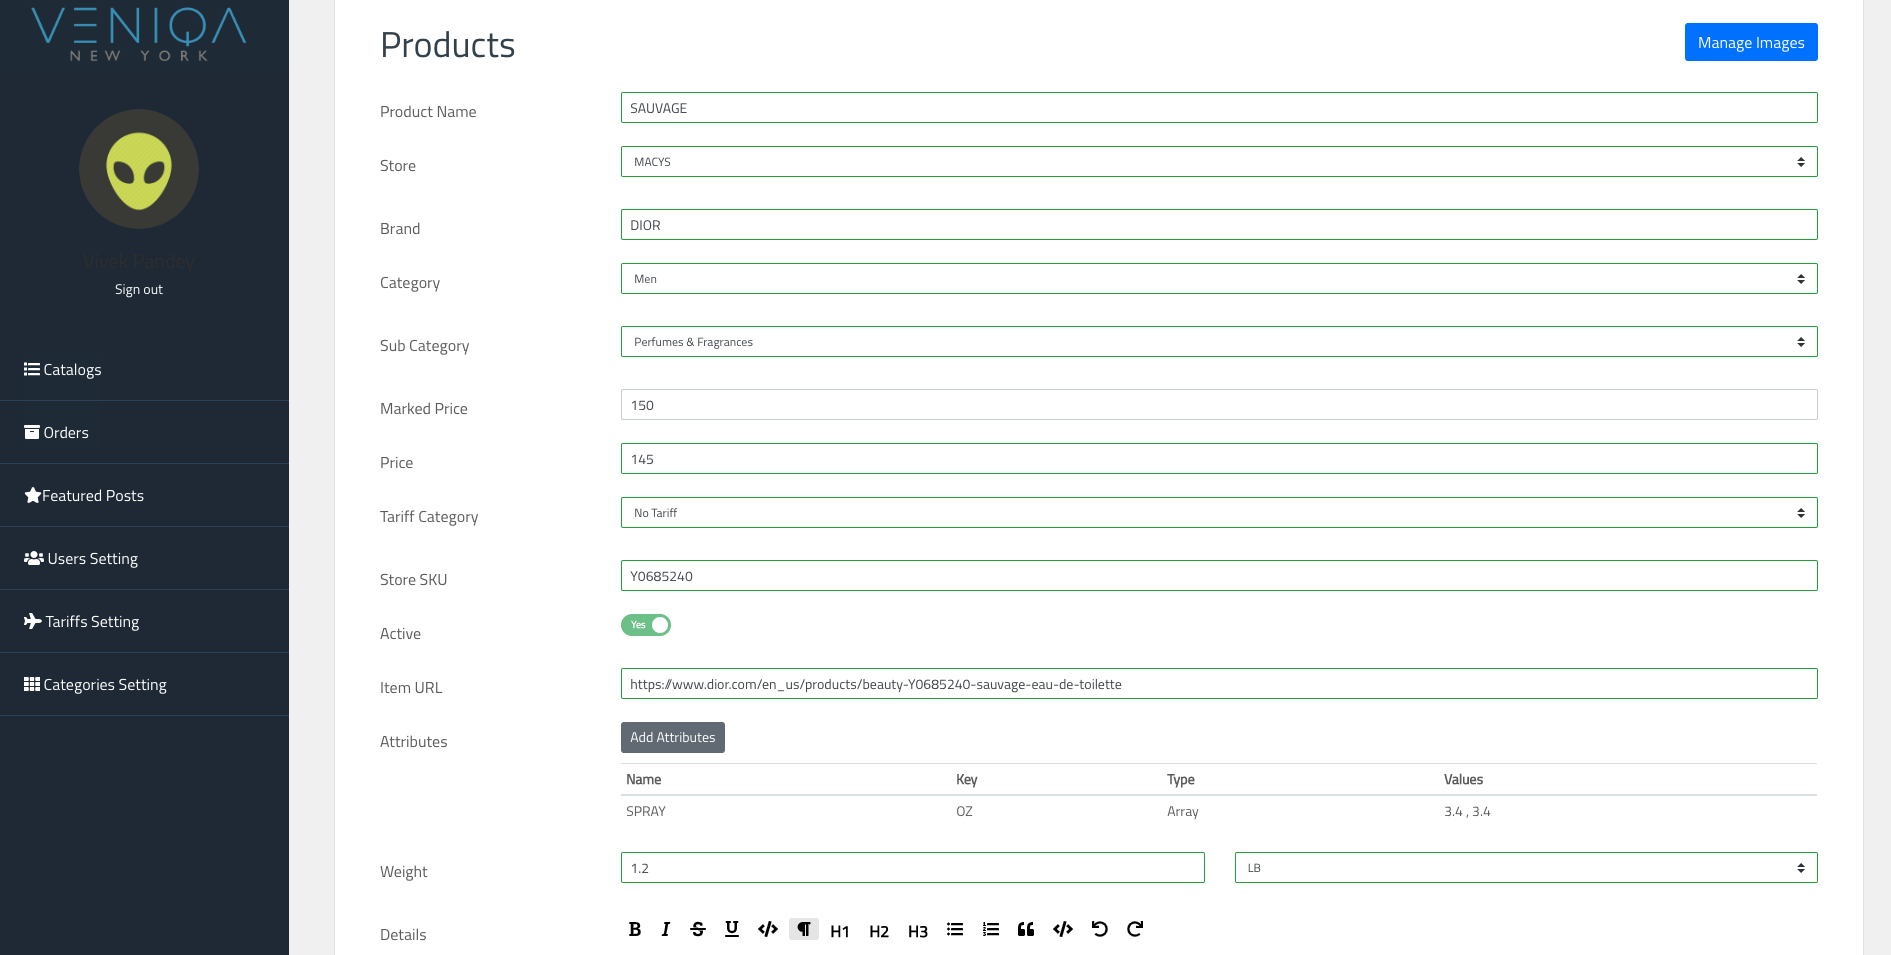 VENIQA
NEW YORK
Vivek Pandey
Sign out
Catalogs
Orders
Featured Posts
Users Setting
Tariffs Setting
Categories Setting
Products
Manage Images
Product Name
SAUVAGE
Store
MACYS
Brand
DIOR
Category
Men
Sub Category
Perfumes & Fragrances
Marked Price
150
Price
145
Tariff Category
No Tariff
Store SKU
Y0685240
Active
Yes
Item URL
https://www.dior.com/en_us/products/beauty-Y0685240-sauvage-eau-de-toilette
Attributes
Add Attributes
Name Key Type Values
SPRAY OZ Array 3.4 , 3.4
Weight
1.2
LB
Details
B I S U H1 H2 H3